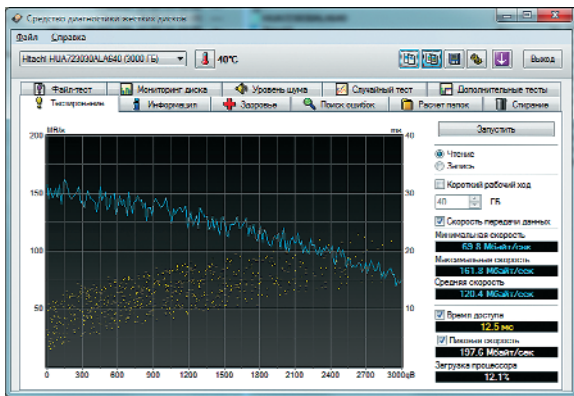 Средство диагностики жестких дисков
Файл Справка
Hitachi HUA723030ALA640 (3000 ГБ)
40°C
Выход
Файл-тест
Мониторинг диска
Уровень шума
Случайный тест
Дополнительные тесты
Тестирование
Информация
Здоровье
Поиск ошибок
Расчет папок
Стирание
МВ/s
ms
Запустить
200
150
100
50
40
30
20
10
0 300 600 900 1200 1500 1800 2100 2400 2700 3000gB
Чтение
Запись
Короткий рабочий ход
40 ГБ
Скорость передачи данных
Минимальная скорость
69.8 Мбайт/сек
Максимальная скорость
161.8 Мбайт/сек
Средняя скорость
120.4 Мбайт/сек
Время доступа
12.5 мс
Пиковая скорость
197.6 Мбайт/сек
Загрузка процессора
12.1%